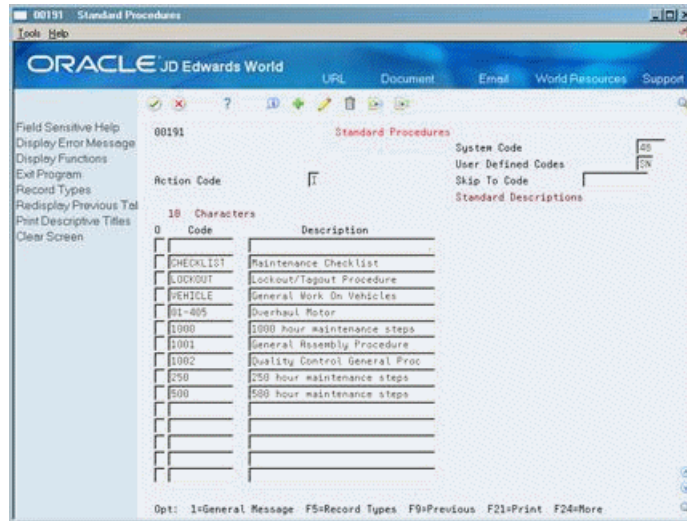 00191 Standard Procedures
Tools Help
ORACLE JD Edwards World
URL Document Email World Resources Support
Field Sensitive Help
Display Error Message
Display Functions
Exit Program
Record Types
Redisplay Previous Tal
Print Descriptive Titles
Clear Screen
00191 Standard Procedures
System Code
User Defined Codes SN
Action Code I Skip To Code
Standard Descriptions
10 Characters
O Code Description
CHECKLIST Maintenance Checklist
LOCKOUT Lockout/Tagout Procedure
VEHICLE General Work On Vehicles
01-405 Overhaul Motor
1000 1000 hour maintenance steps
1001 General Assembly Procedure
1002 Quality Control General Proc
250 250 hour maintenance steps
500 500 hour maintenance steps
Opt: 1=General Message F5=Record Types F9=Previous F21=Print F24=More